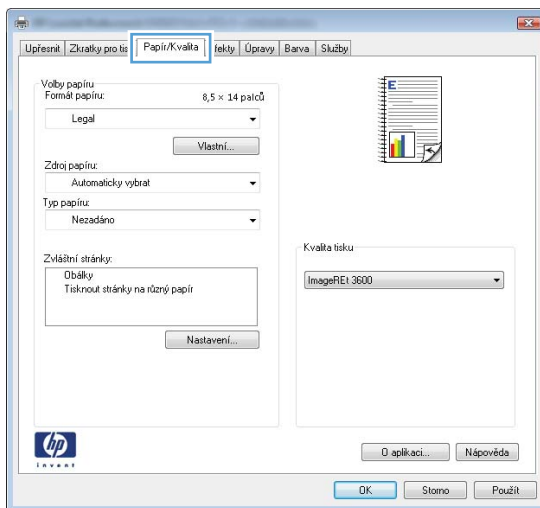 Upřesnit Zkratky pro tis Papír/Kvalita fekty Úpravy Barva Služby
Volby papíru
Formát papíru: 8,5 × 14 palců
Legal
Vlastní...
Zdroj papíru:
Automaticky vybrat
Typ papíru:
Nezadáno
Zvláštní stránky:
Obálky
Tisknout stránky na různý papír
Nastavení...
E
Kvalita tisku
ImageREt 3600
hp
invent
O aplikaci... Nápověda
OK Storno Použít